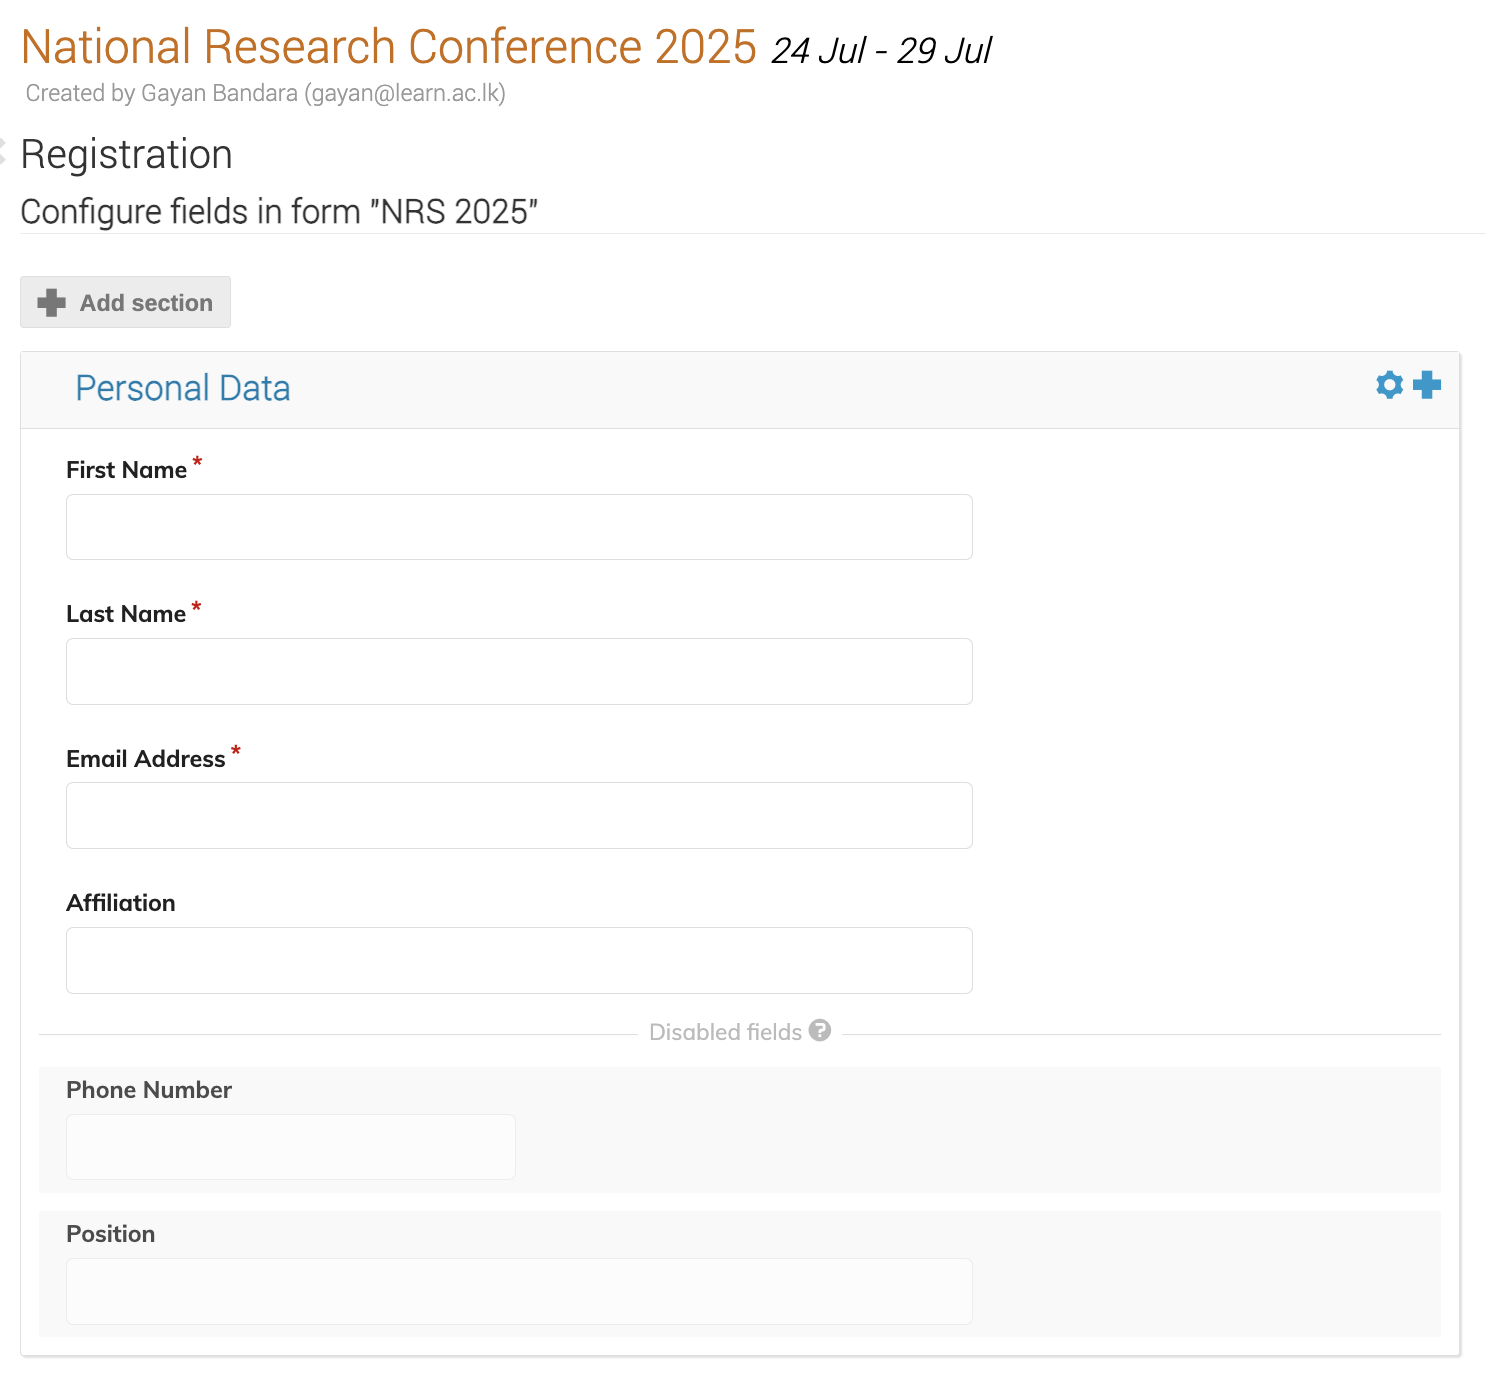 National Research Conference 2025 24 Jul - 29 Jul
Created by Gayan Bandara (gayan@learn.ac.lk)
Registration
Configure fields in form "NRS 2025"
Add section
Personal Data
First Name *
Last Name *
Email Address *
Affiliation
Disabled fields ?
Phone Number
Position